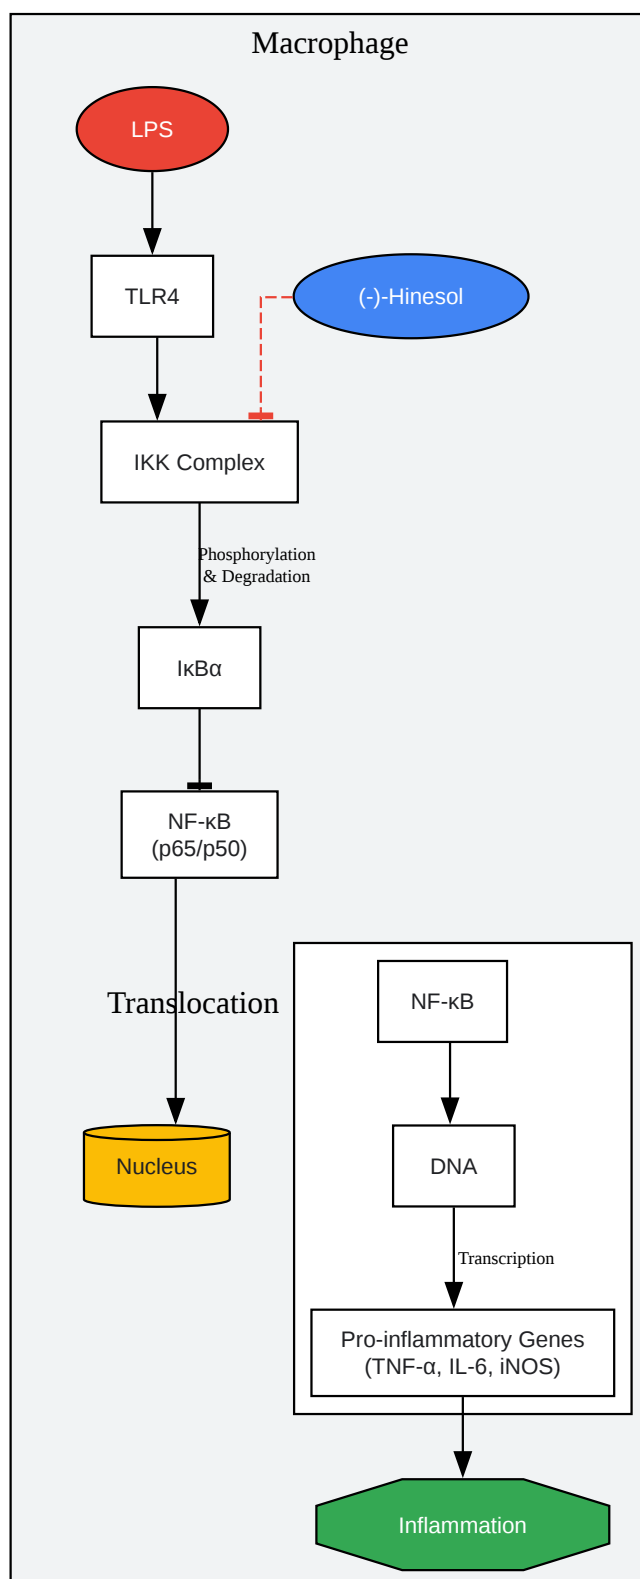 Macrophage
LPS
TLR4
(-)-Hinesol
IKK Complex
Phosphorylation
& Degradation
IκBα
NF-κB
(p65/p50)
Translocation
Nucleus
NF-κB
DNA
Transcription
Pro-inflammatory Genes
(TNF-α, IL-6, iNOS)
Inflammation